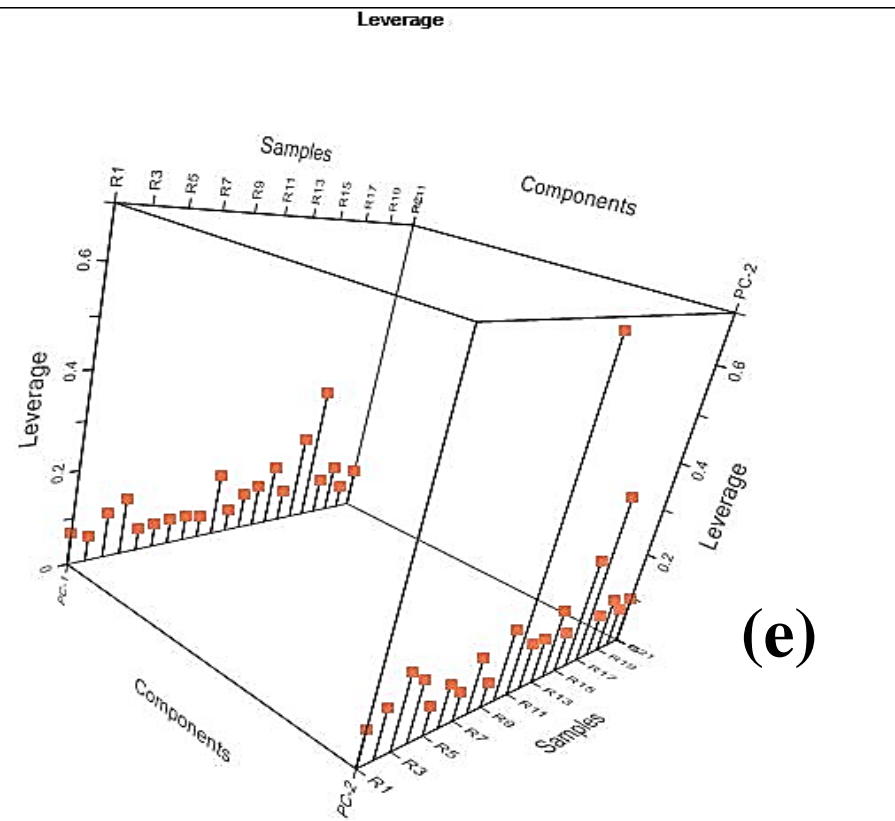 Leverage
Samples
Components
R1
R3
R5
R7
R9
R11
R13
R15
R17
R19
PC-2
0.6
0.4
0.2
0
Leverage
PC-1
Components
PC-2
R1
R3
R5
R7
R9
R11
R13
R15
R17
R19
Samples
0.2
0.4
0.6
Leverage
(e)